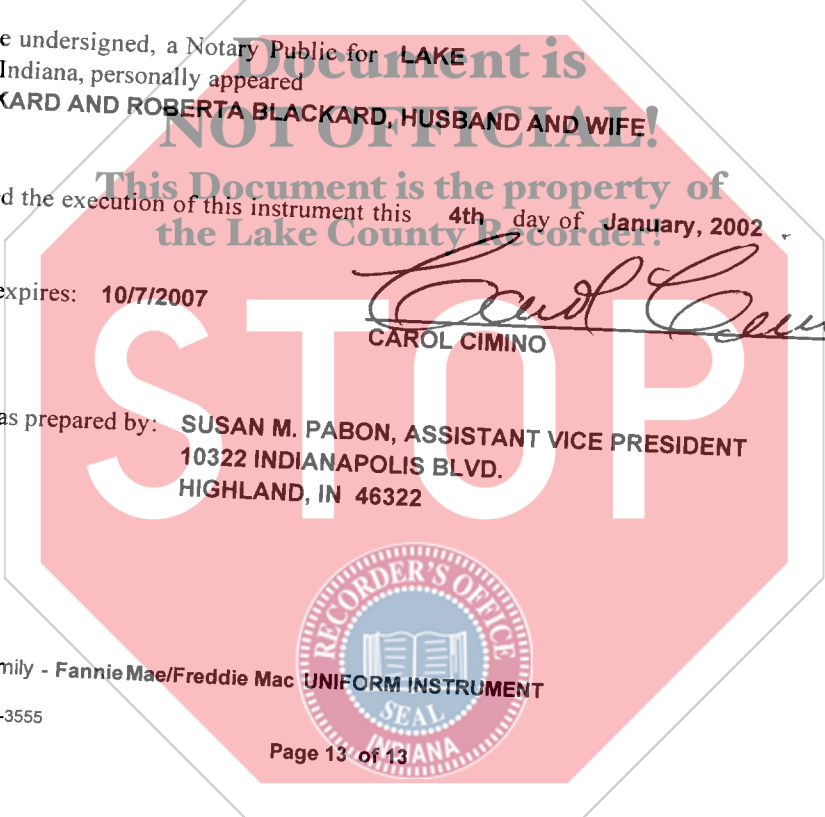 e undersigned, a Notary Public for LAKE
Document is
Indiana, personally appeared
KARD AND ROBERTA BLACKARD, HUSBAND AND WIFE
NOT OFFICIAL!
This Document is the property of
d the execution of this instrument this 4th day of January, 2002
the Lake County Recorder!
expires: 10/7/2007
Carol
CAROL CIMINO
STOP
as prepared by: SUSAN M. PABON, ASSISTANT VICE PRESIDENT
10322 INDIANAPOLIS BLVD.
HIGHLAND, IN 46322
RECORDER'S OFFICE
mily - Fannie Mae/Freddie Mac UNIFORM INSTRUMENT
SEAL
-3555
INDIANA
Page 13 of 13